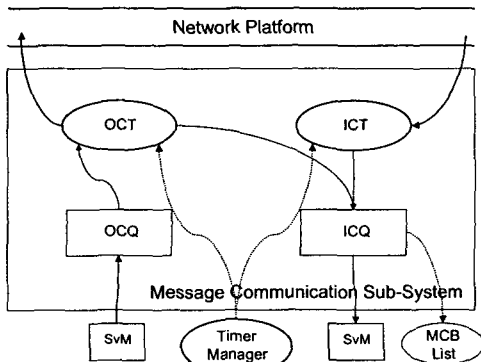 Network Platform
OCT
ICT
OCQ
ICQ
Message Communication Sub-System
SvM
Timer
Manager
SvM
MCB
List